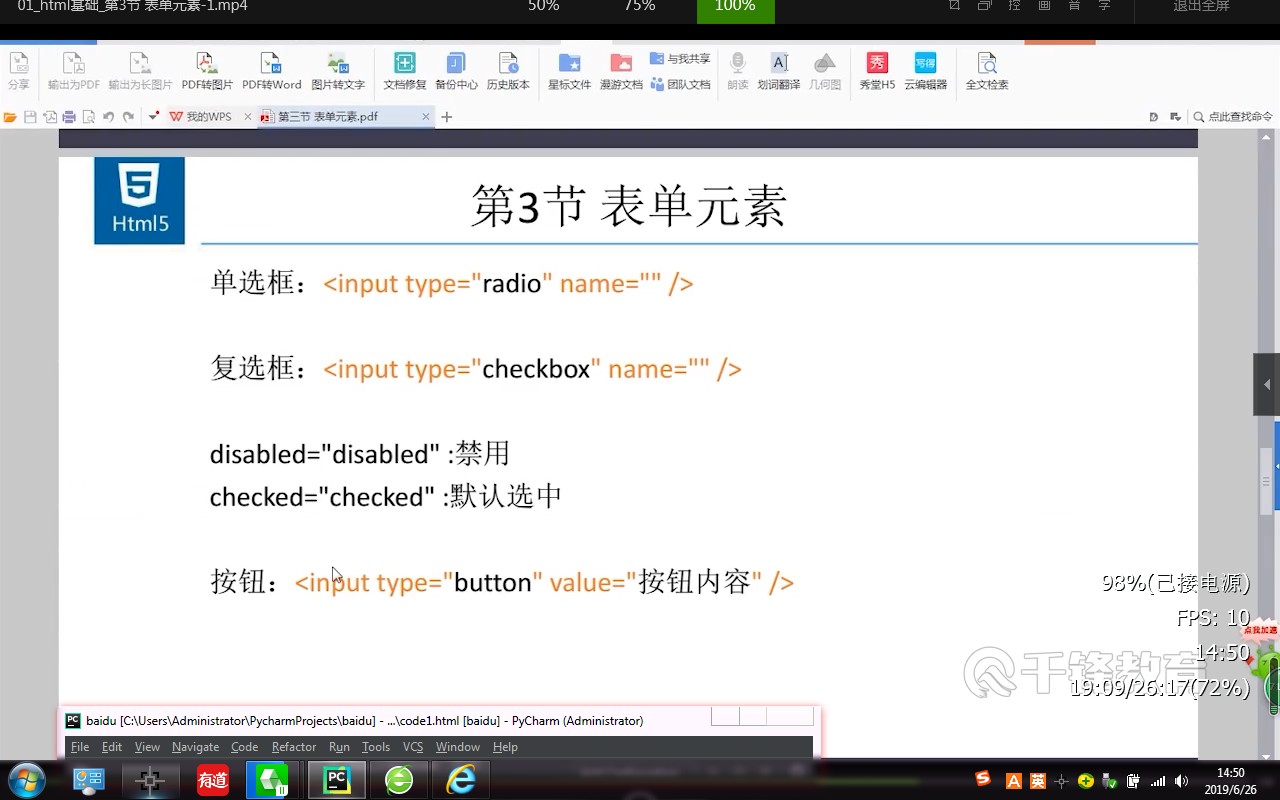 01_html基础_第3节 表单元素-1.mp4
50% 75% 100%
退出全屏
分享 输出为PDF 输出为长图片 PDF转图片 PDF转Word 图片转文字 文档修复 备份中心 历史版本 星标文件 漫游文档 与我共享 团队文档 朗读 划词翻译 几何图 秀堂H5 云编辑器 全文检索
我的WPS 第三节 表单元素.pdf 点此查找命令
Html5
第3节 表单元素
单选框：<input type="radio" name="" />
复选框：<input type="checkbox" name="" />
disabled="disabled" :禁用
checked="checked" :默认选中
按钮：<input type="button" value="按钮内容" />
98%(已接电源)
FPS: 10
点我加速
14:50
千锋教育
19:09/26:17(72%)
baidu [C:\Users\Administrator\PycharmProjects\baidu] - ...\code1.html [baidu] - PyCharm (Administrator)
File Edit View Navigate Code Refactor Run Tools VCS Window Help
有道
PC
英
14:50
2019/6/26